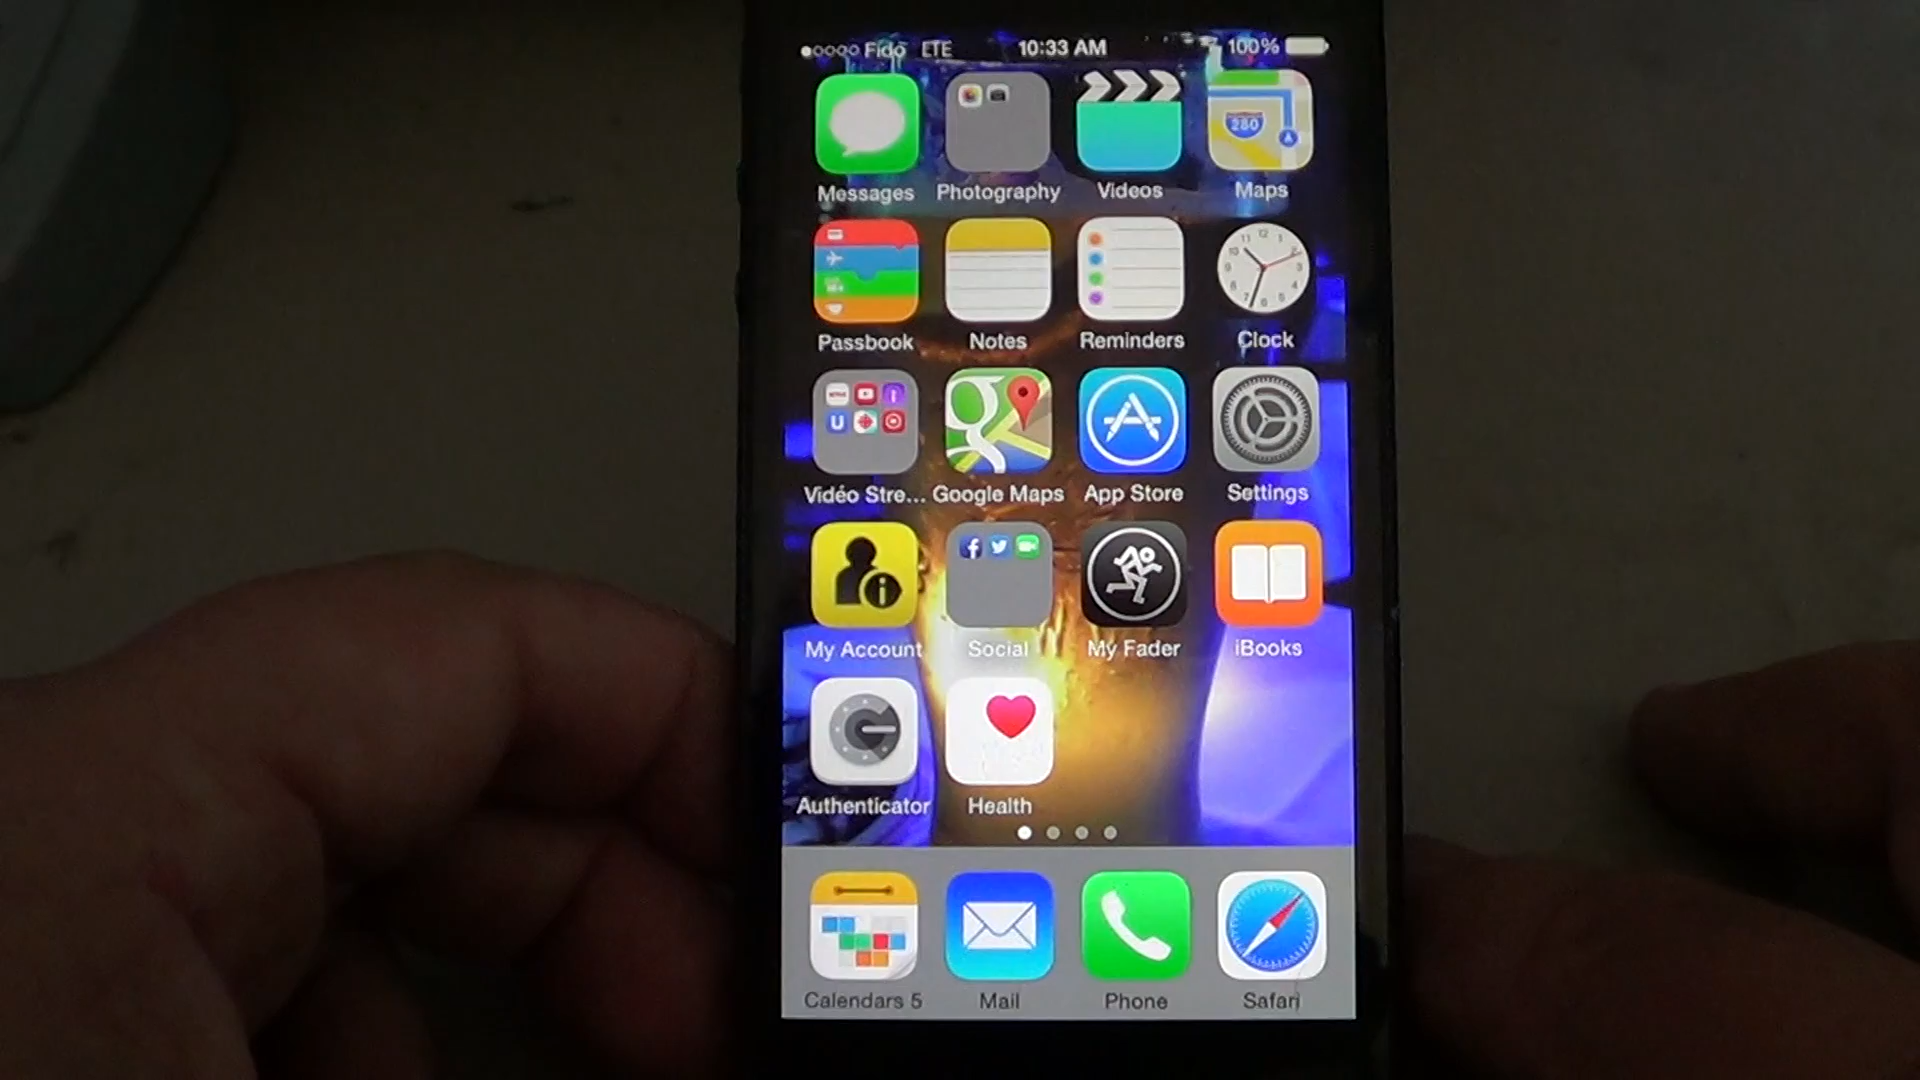 Fido LTE 10:33 AM 100%
280
Messages Photography Videos Maps
Passbook Notes Reminders Clock
Vidéo Stre... Google Maps App Store Settings
My Account Social My Fader iBooks
Authenticator Health
Calendars 5 Mail Phone Safari